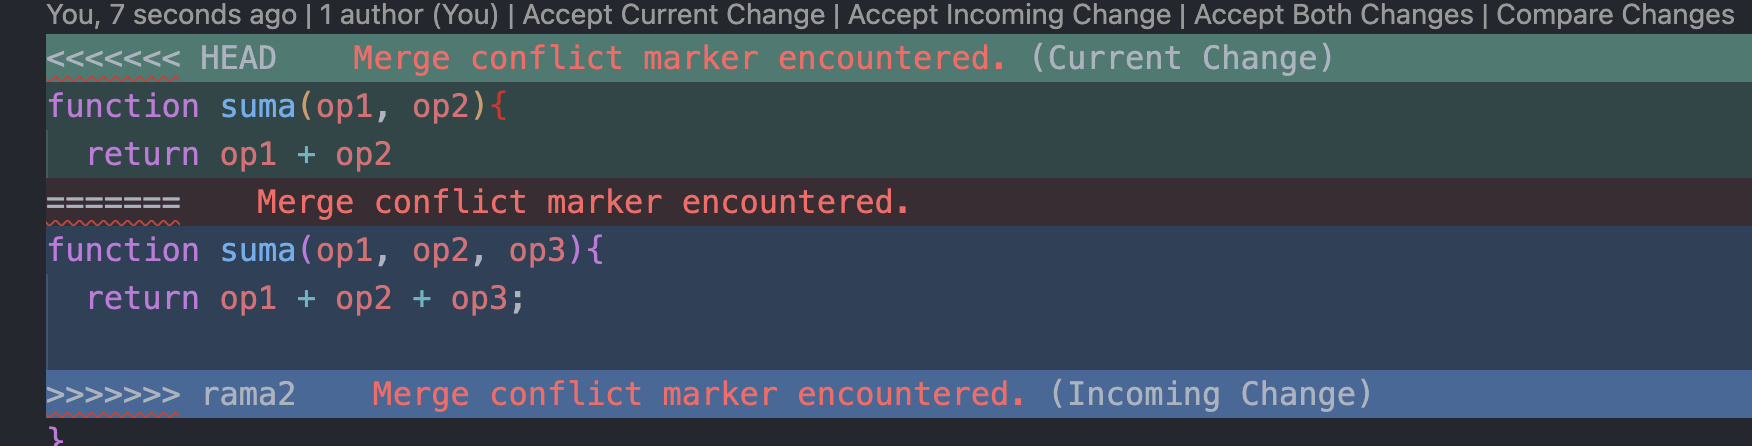 You, 7 seconds ago | 1 author (You) | Accept Current Change | Accept Incoming Change | Accept Both Changes | Compare Changes
<<<<<<< HEAD    Merge conflict marker encountered. (Current Change)
function suma(op1, op2){
  return op1 + op2
=======    Merge conflict marker encountered.
function suma(op1, op2, op3){
  return op1 + op2 + op3;
>>>>>>> rama2    Merge conflict marker encountered. (Incoming Change)
}